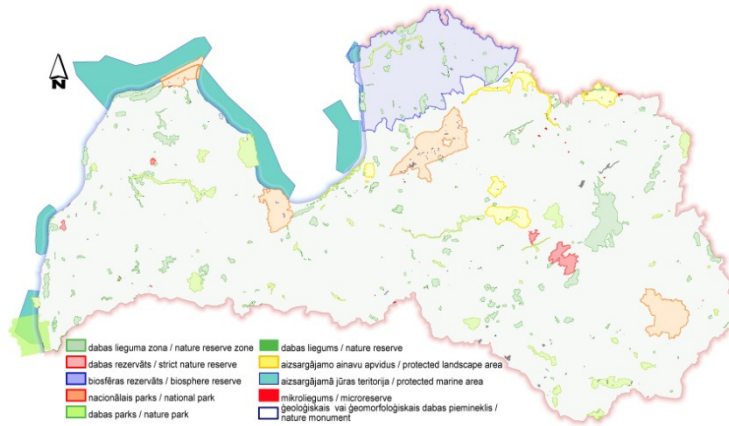 N
dabas lieguma zona / nature reserve zone
dabas rezervāts / strict nature reserve
biosfēras rezervāts / biosphere reserve
nacionālais parks / national park
dabas parks / nature park
dabas liegums / nature reserve
aizsargājamo ainavu apvidus / protected landscape area
aizsargājamā jūras teritorija / protected marine area
mikroliegums / microreserve
ģeoloģiskais vai ģeomorfoloģiskais dabas piemineklis /
nature monument